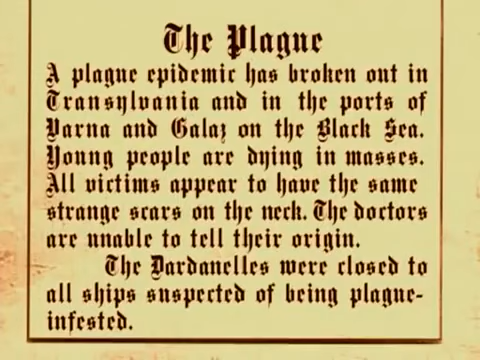 The Plague
A plague epidemic has broken out in
Transylvania and in the ports of
Varna and Galaz on the Black Sea.
Young people are dying in masses.
All victims appear to have the same
strange scars on the neck. The doctors
are unable to tell their origin.
The Dardanelles were closed to
all ships suspected of being plague-
infested.